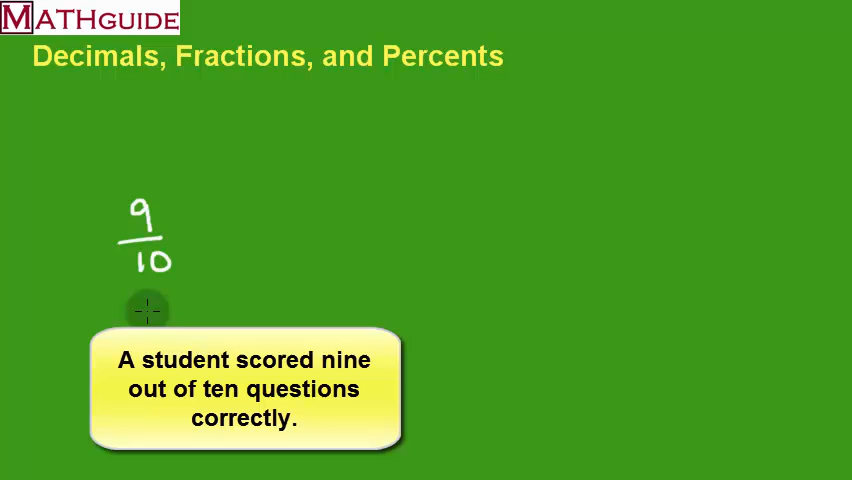 MATHGUIDE
Decimals, Fractions, and Percents
9
10
A student scored nine
out of ten questions
correctly.